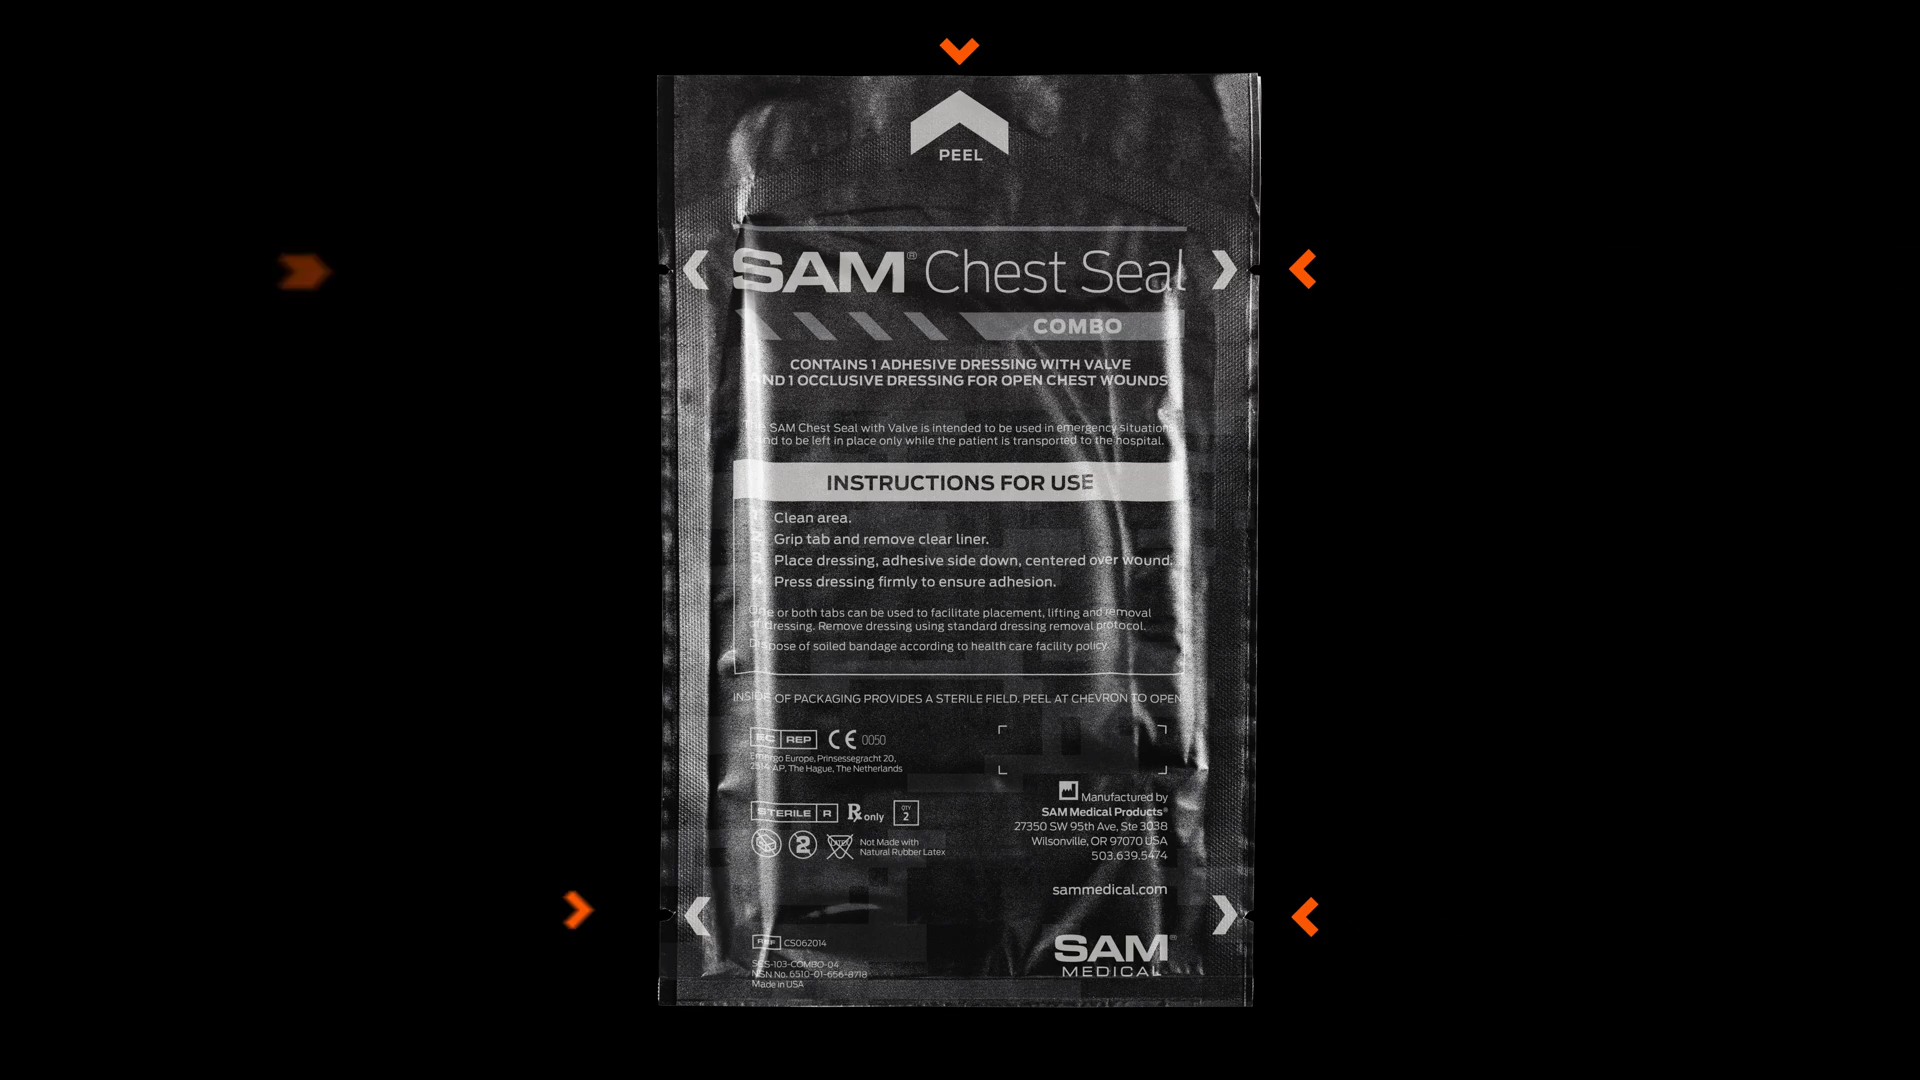 PEEL
SAM® Chest Seal
COMBO
CONTAINS 1 ADHESIVE DRESSING WITH VALVE
AND 1 OCCLUSIVE DRESSING FOR OPEN CHEST WOUNDS
The SAM Chest Seal with Valve is intended to be used in emergency situations
and to be left in place only while the patient is transported to the hospital.
INSTRUCTIONS FOR USE
Clean area.
2. Grip tab and remove clear liner.
3. Place dressing, adhesive side down, centered over wound.
4. Press dressing firmly to ensure adhesion.
One or both tabs can be used to facilitate placement, lifting and removal
of dressing. Remove dressing using standard dressing removal protocol.
Dispose of soiled bandage according to health care facility policy.
INSIDE OF PACKAGING PROVIDES A STERILE FIELD. PEEL AT CHEVRON TO OPEN
EC REP CE 0050
Emergo Europe, Prinsessegracht 20,
2514 AP, The Hague, The Netherlands
STERILE R Rx only QTY 2
2 LATEX Not Made with
Natural Rubber Latex
Manufactured by
SAM Medical Products®
27350 SW 95th Ave, Ste 3038
Wilsonville, OR 97070 USA
503.639.5474
sammedical.com
REF CS062014
SCS-103-COMBO-04
NSN No. 6510-01-656-8718
Made in USA
SAM®
MEDICAL